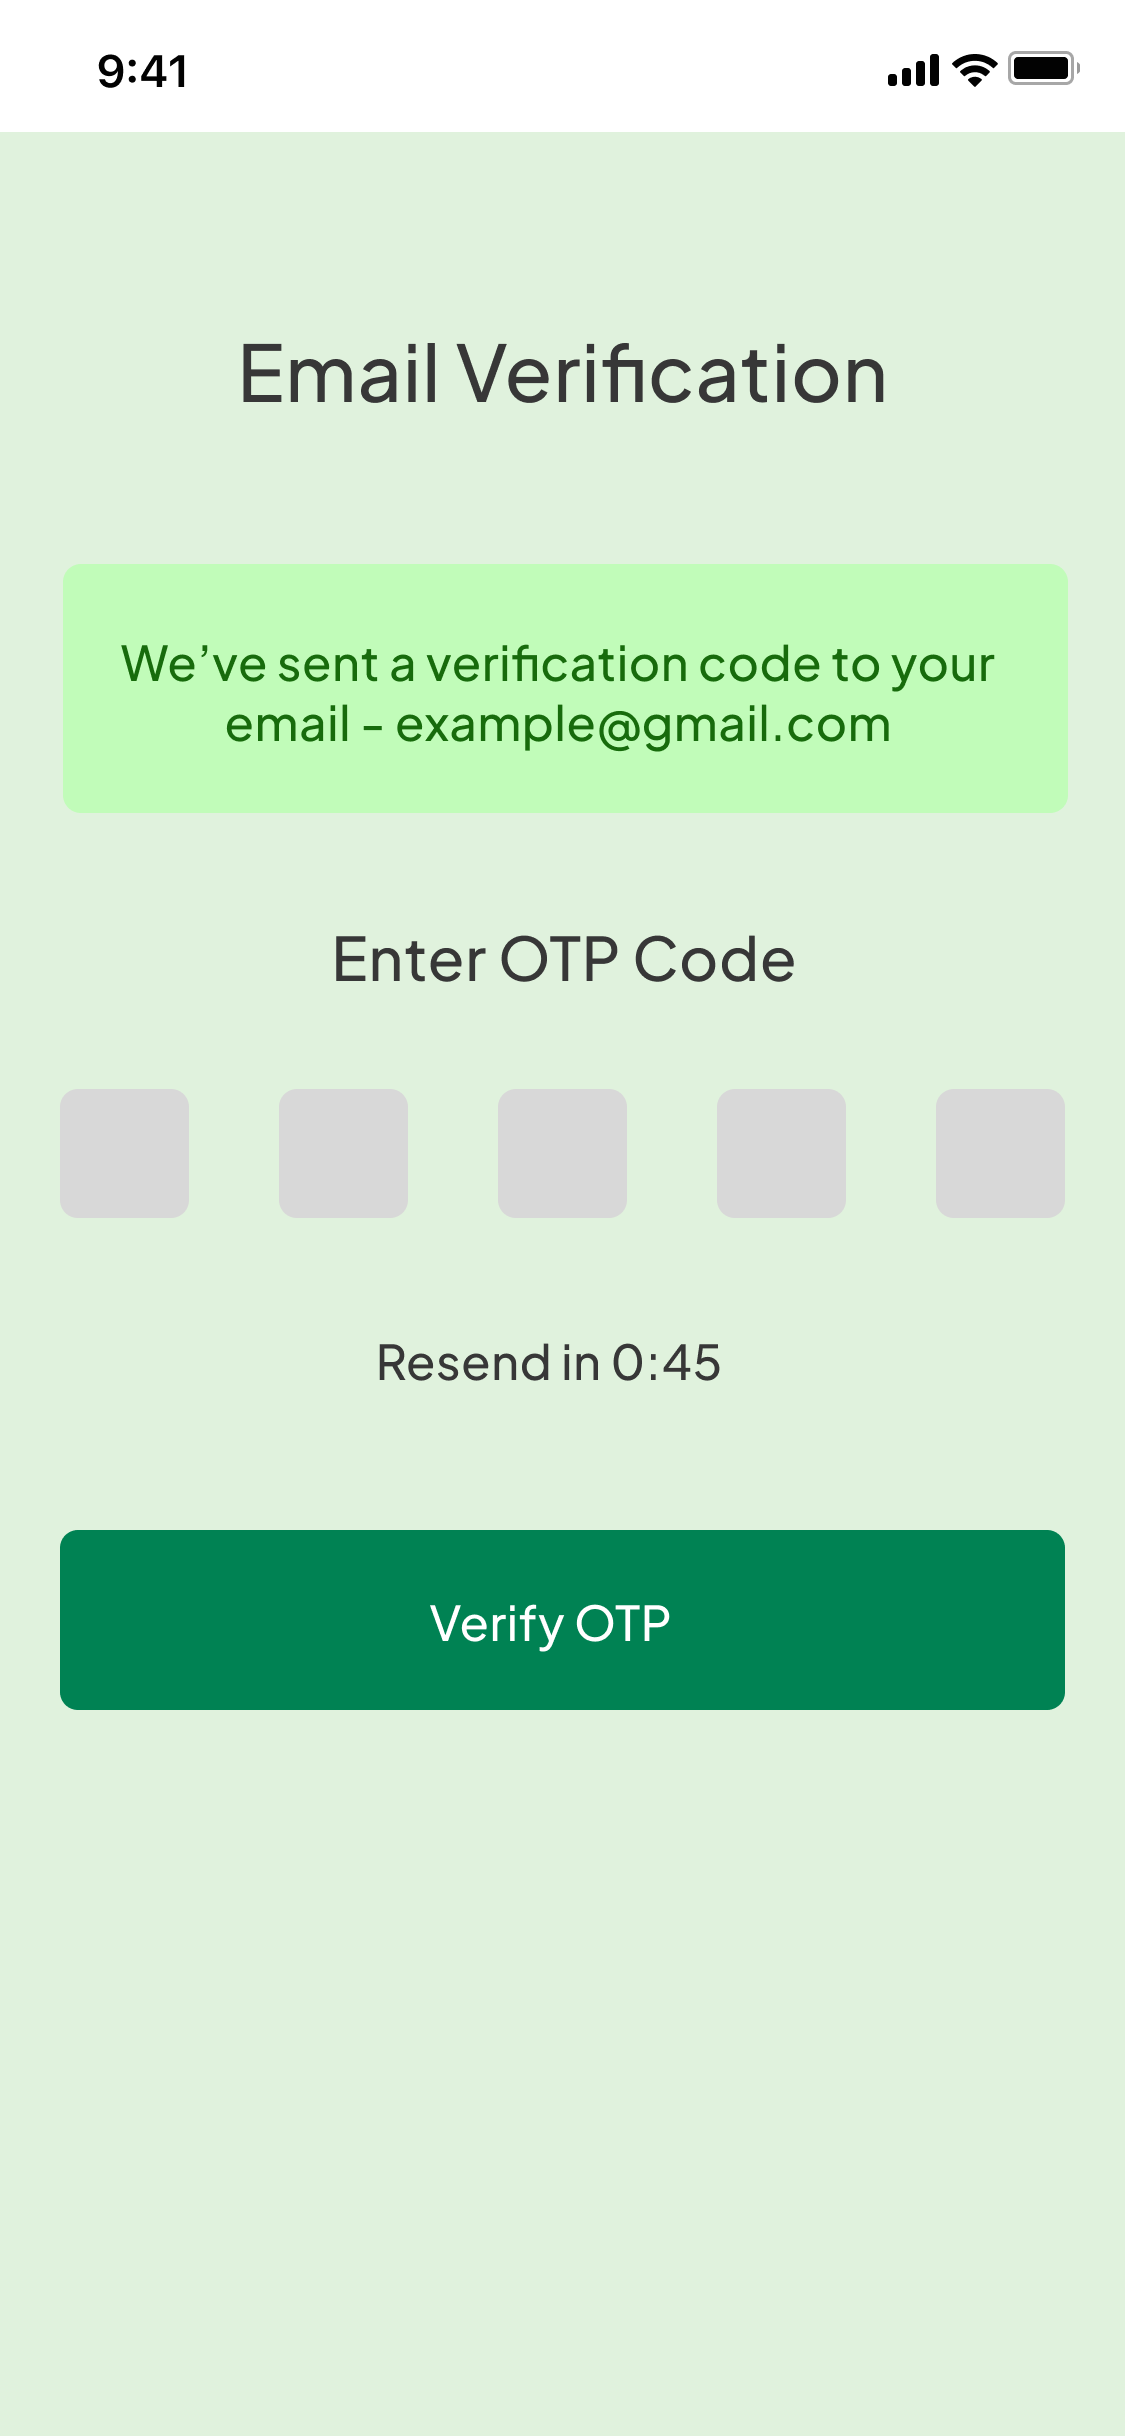 9:41
Email Verification
We’ve sent a verification code to your
email - example@gmail.com
Enter OTP Code
Resend in 0:45
Verify OTP